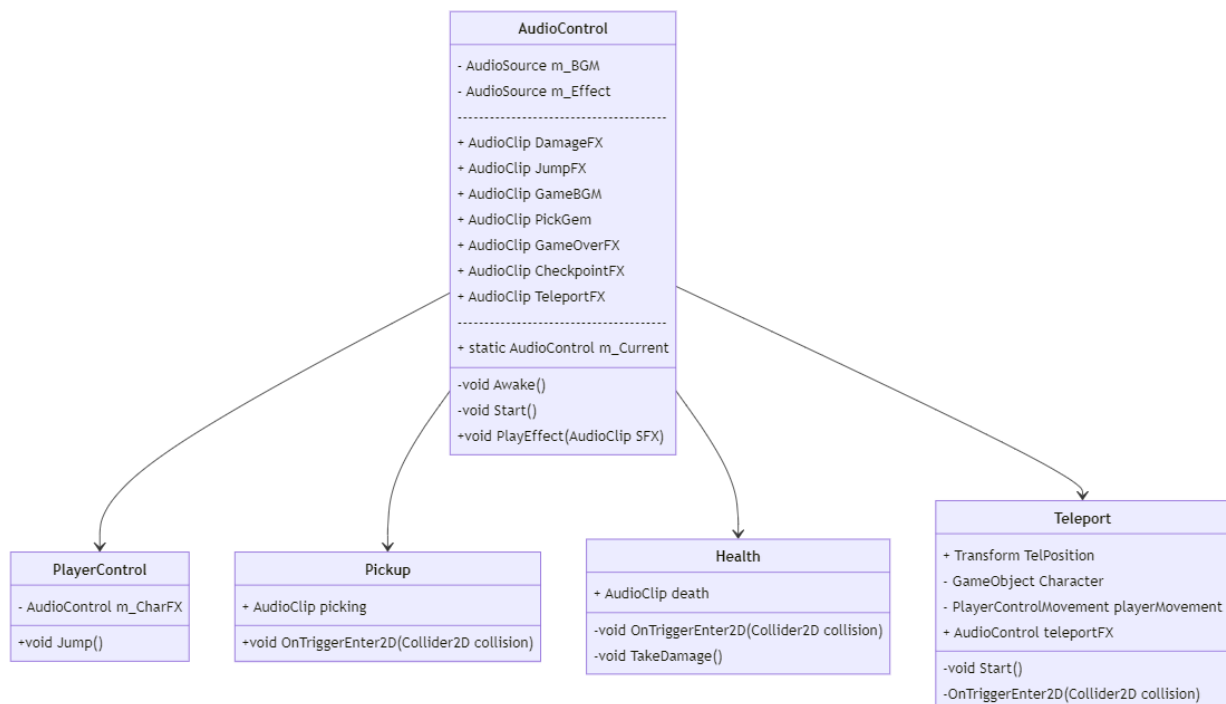 AudioControl
- AudioSource m_BGM
- AudioSource m_Effect
-------------------------------------
+ AudioClip DamageFX
+ AudioClip JumpFX
+ AudioClip GameBGM
+ AudioClip PickGem
+ AudioClip GameOverFX
+ AudioClip CheckpointFX
+ AudioClip TeleportFX
-------------------------------------
+ static AudioControl m_Current
-void Awake()
-void Start()
+void PlayEffect(AudioClip SFX)
PlayerControl
- AudioControl m_CharFX
+void Jump()
Pickup
+ AudioClip picking
+void OnTriggerEnter2D(Collider2D collision)
Health
+ AudioClip death
-void OnTriggerEnter2D(Collider2D collision)
-void TakeDamage()
Teleport
+ Transform TelPosition
- GameObject Character
- PlayerControlMovement playerMovement
+ AudioControl teleportFX
-void Start()
-OnTriggerEnter2D(Collider2D collision)